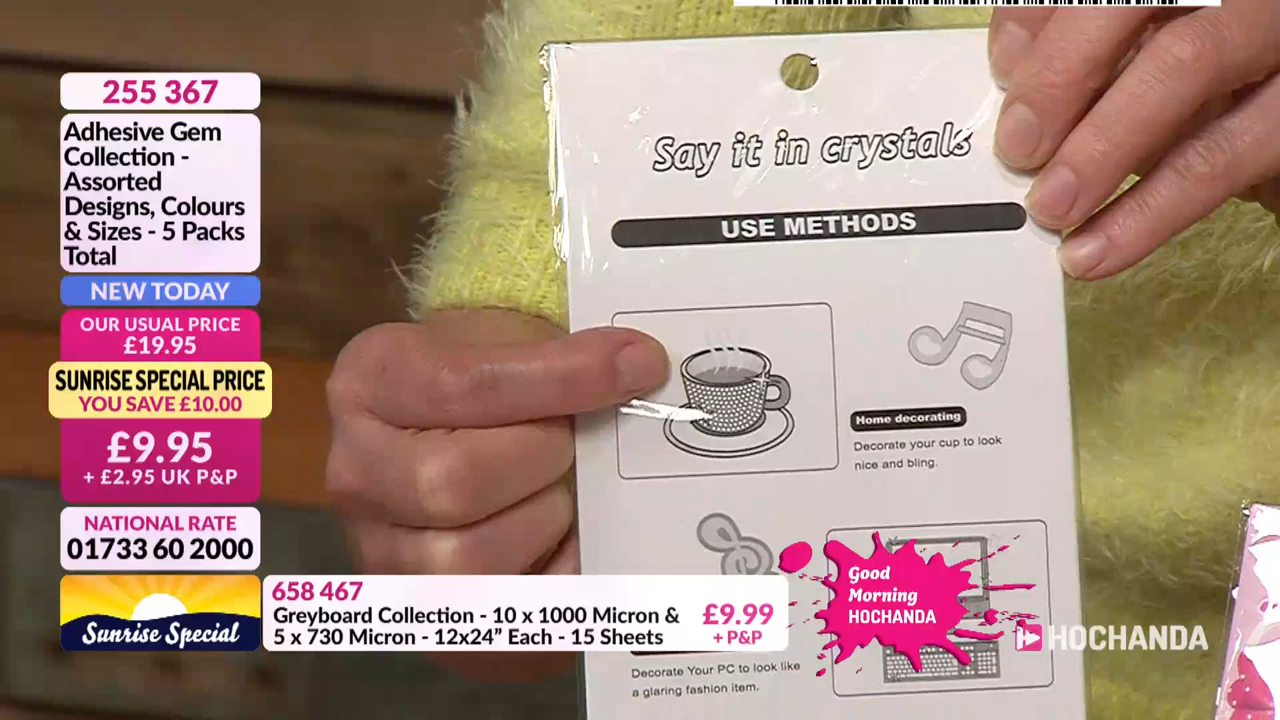 255 367
Adhesive Gem
Collection -
Assorted
Designs, Colours
& Sizes - 5 Packs
Total
NEW TODAY
OUR USUAL PRICE
£19.95
SUNRISE SPECIAL PRICE
YOU SAVE £10.00
£9.95
+ £2.95 UK P&P
NATIONAL RATE
01733 60 2000
Sunrise Special
658 467
Greyboard Collection - 10 x 1000 Micron &
5 x 730 Micron - 12x24” Each - 15 Sheets
£9.99
+ P&P
Say it in crystals
USE METHODS
Home decorating
Decorate your cup to look
nice and bling.
Decorate Your PC to look like
a glaring fashion item.
Good
Morning
HOCHANDA
HOCHANDA